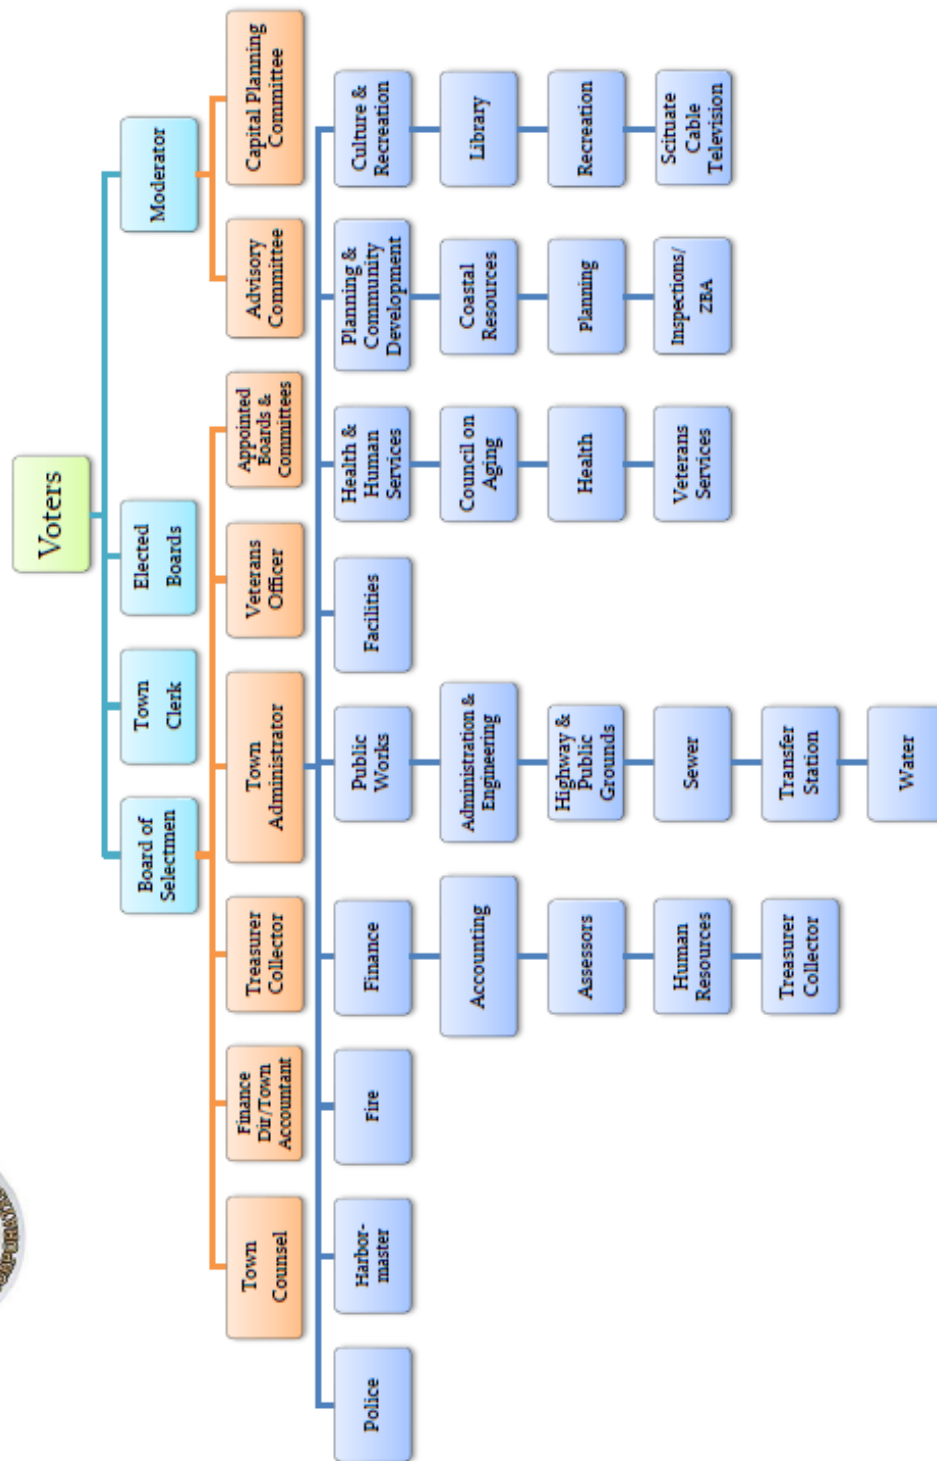 Voters
Board of
Selectmen
Town
Clerk
Elected
Boards
Moderator
Town
Counsel
Finance
Dir/Town
Accountant
Treasurer
Collector
Town
Administrator
Veterans
Officer
Appointed
Boards &
Committees
Advisory
Committee
Capital Planning
Committee
Police
Harbor-
master
Fire
Finance
Public
Works
Facilities
Health &
Human
Services
Planning &
Community
Development
Culture &
Recreation
Accounting
Administration &
Engineering
Council on
Aging
Coastal
Resources
Library
Assessors
Highway &
Public
Grounds
Health
Planning
Recreation
Human
Resources
Sewer
Veterans
Services
Inspections/
ZBA
Scituate
Cable
Television
Treasurer
Collector
Transfer
Station
Water